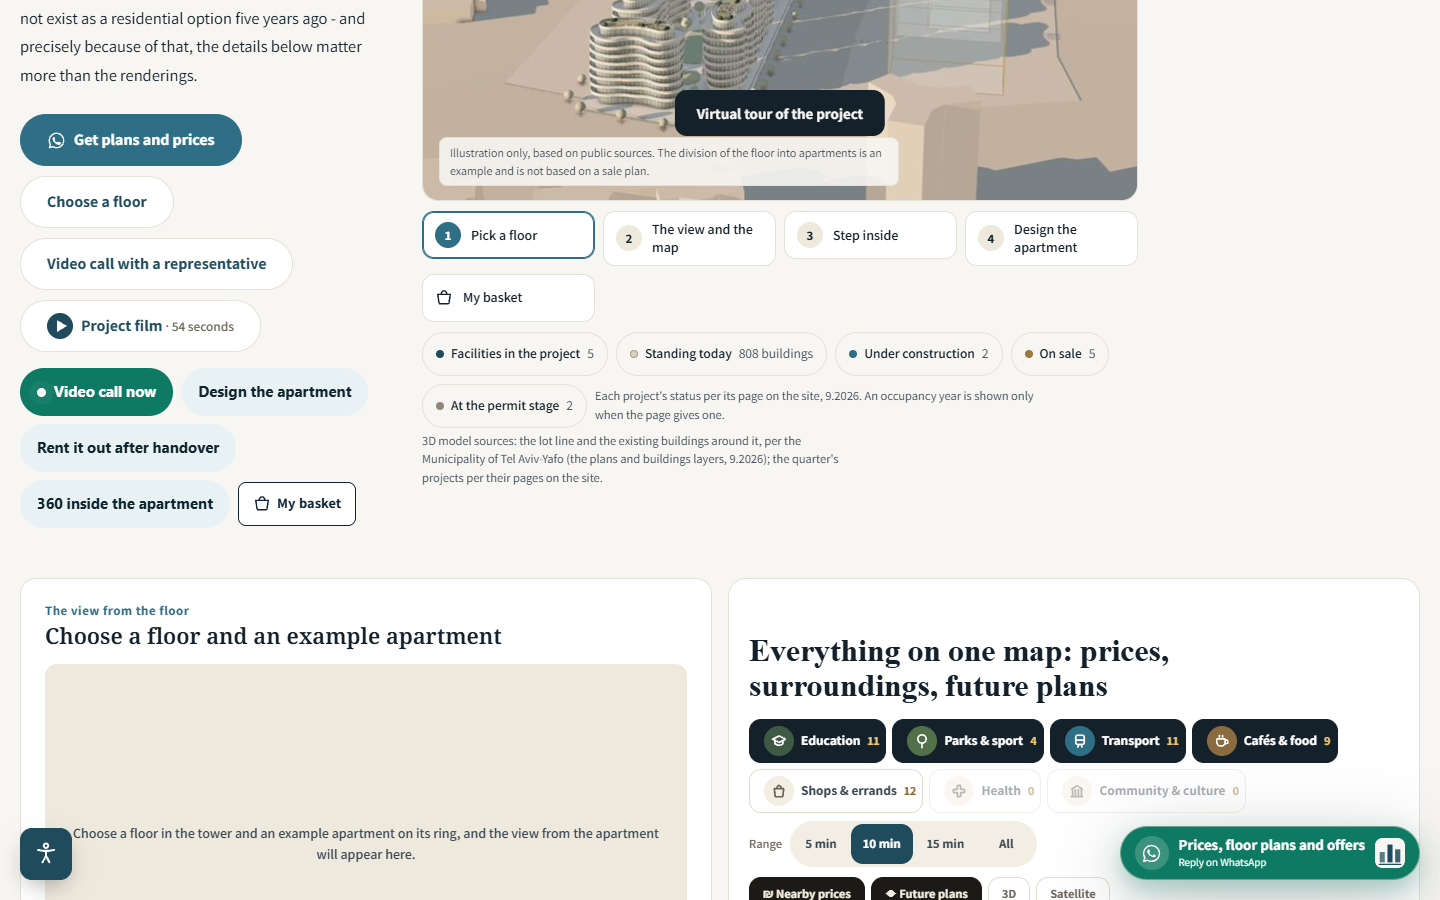 not exist as a residential option five years ago - and
precisely because of that, the details below matter
more than the renderings.
Get plans and prices
Choose a floor
Video call with a representative
Project film · 54 seconds
Video call now
Design the apartment
Rent it out after handover
360 inside the apartment
My basket
Virtual tour of the project
Illustration only, based on public sources. The division of the floor into apartments is an
example and is not based on a sale plan.
1 Pick a floor
2 The view and the
map
3 Step inside
4 Design the
apartment
My basket
Facilities in the project 5
Standing today 808 buildings
Under construction 2
On sale 5
At the permit stage 2
Each project's status per its page on the site, 9.2026. An occupancy year is shown only
when the page gives one.
3D model sources: the lot line and the existing buildings around it, per the
Municipality of Tel Aviv-Yafo (the plans and buildings layers, 9.2026); the quarter's
projects per their pages on the site.
The view from the floor
Choose a floor and an example apartment
Choose a floor in the tower and an example apartment on its ring, and the view from the apartment
will appear here.
Everything on one map: prices,
surroundings, future plans
Education 11
Parks & sport 4
Transport 11
Cafés & food 9
Shops & errands 12
Health 0
Community & culture 0
Range 5 min 10 min 15 min All
₪ Nearby prices
Future plans
3D
Satellite
Prices, floor plans and offers
Reply on WhatsApp